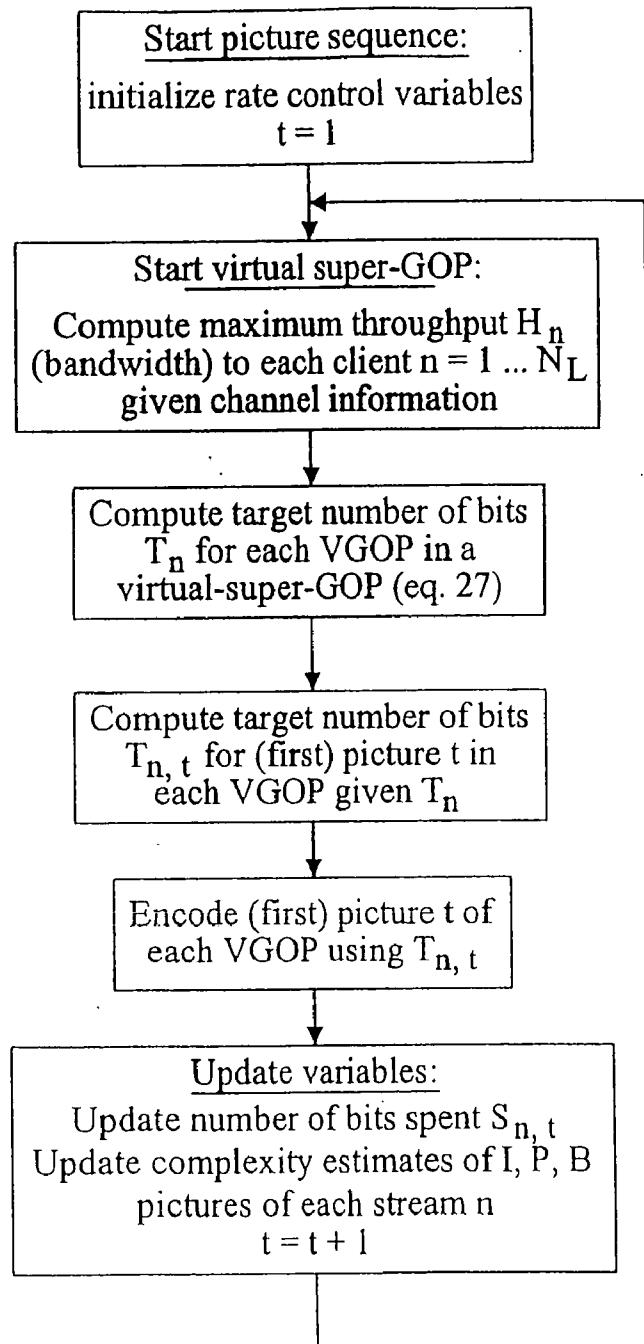 Start picture sequence:
initialize rate control variables
t = 1
Start virtual super-GOP:
Compute maximum throughput H_n
(bandwidth) to each client n = 1 ... N_L
given channel information
Compute target number of bits
T_n for each VGOP in a
virtual-super-GOP (eq. 27)
Compute target number of bits
T_n, t for (first) picture t in
each VGOP given T_n
Encode (first) picture t of
each VGOP using T_n, t
Update variables:
Update number of bits spent S_n, t
Update complexity estimates of I, P, B
pictures of each stream n
t = t + 1